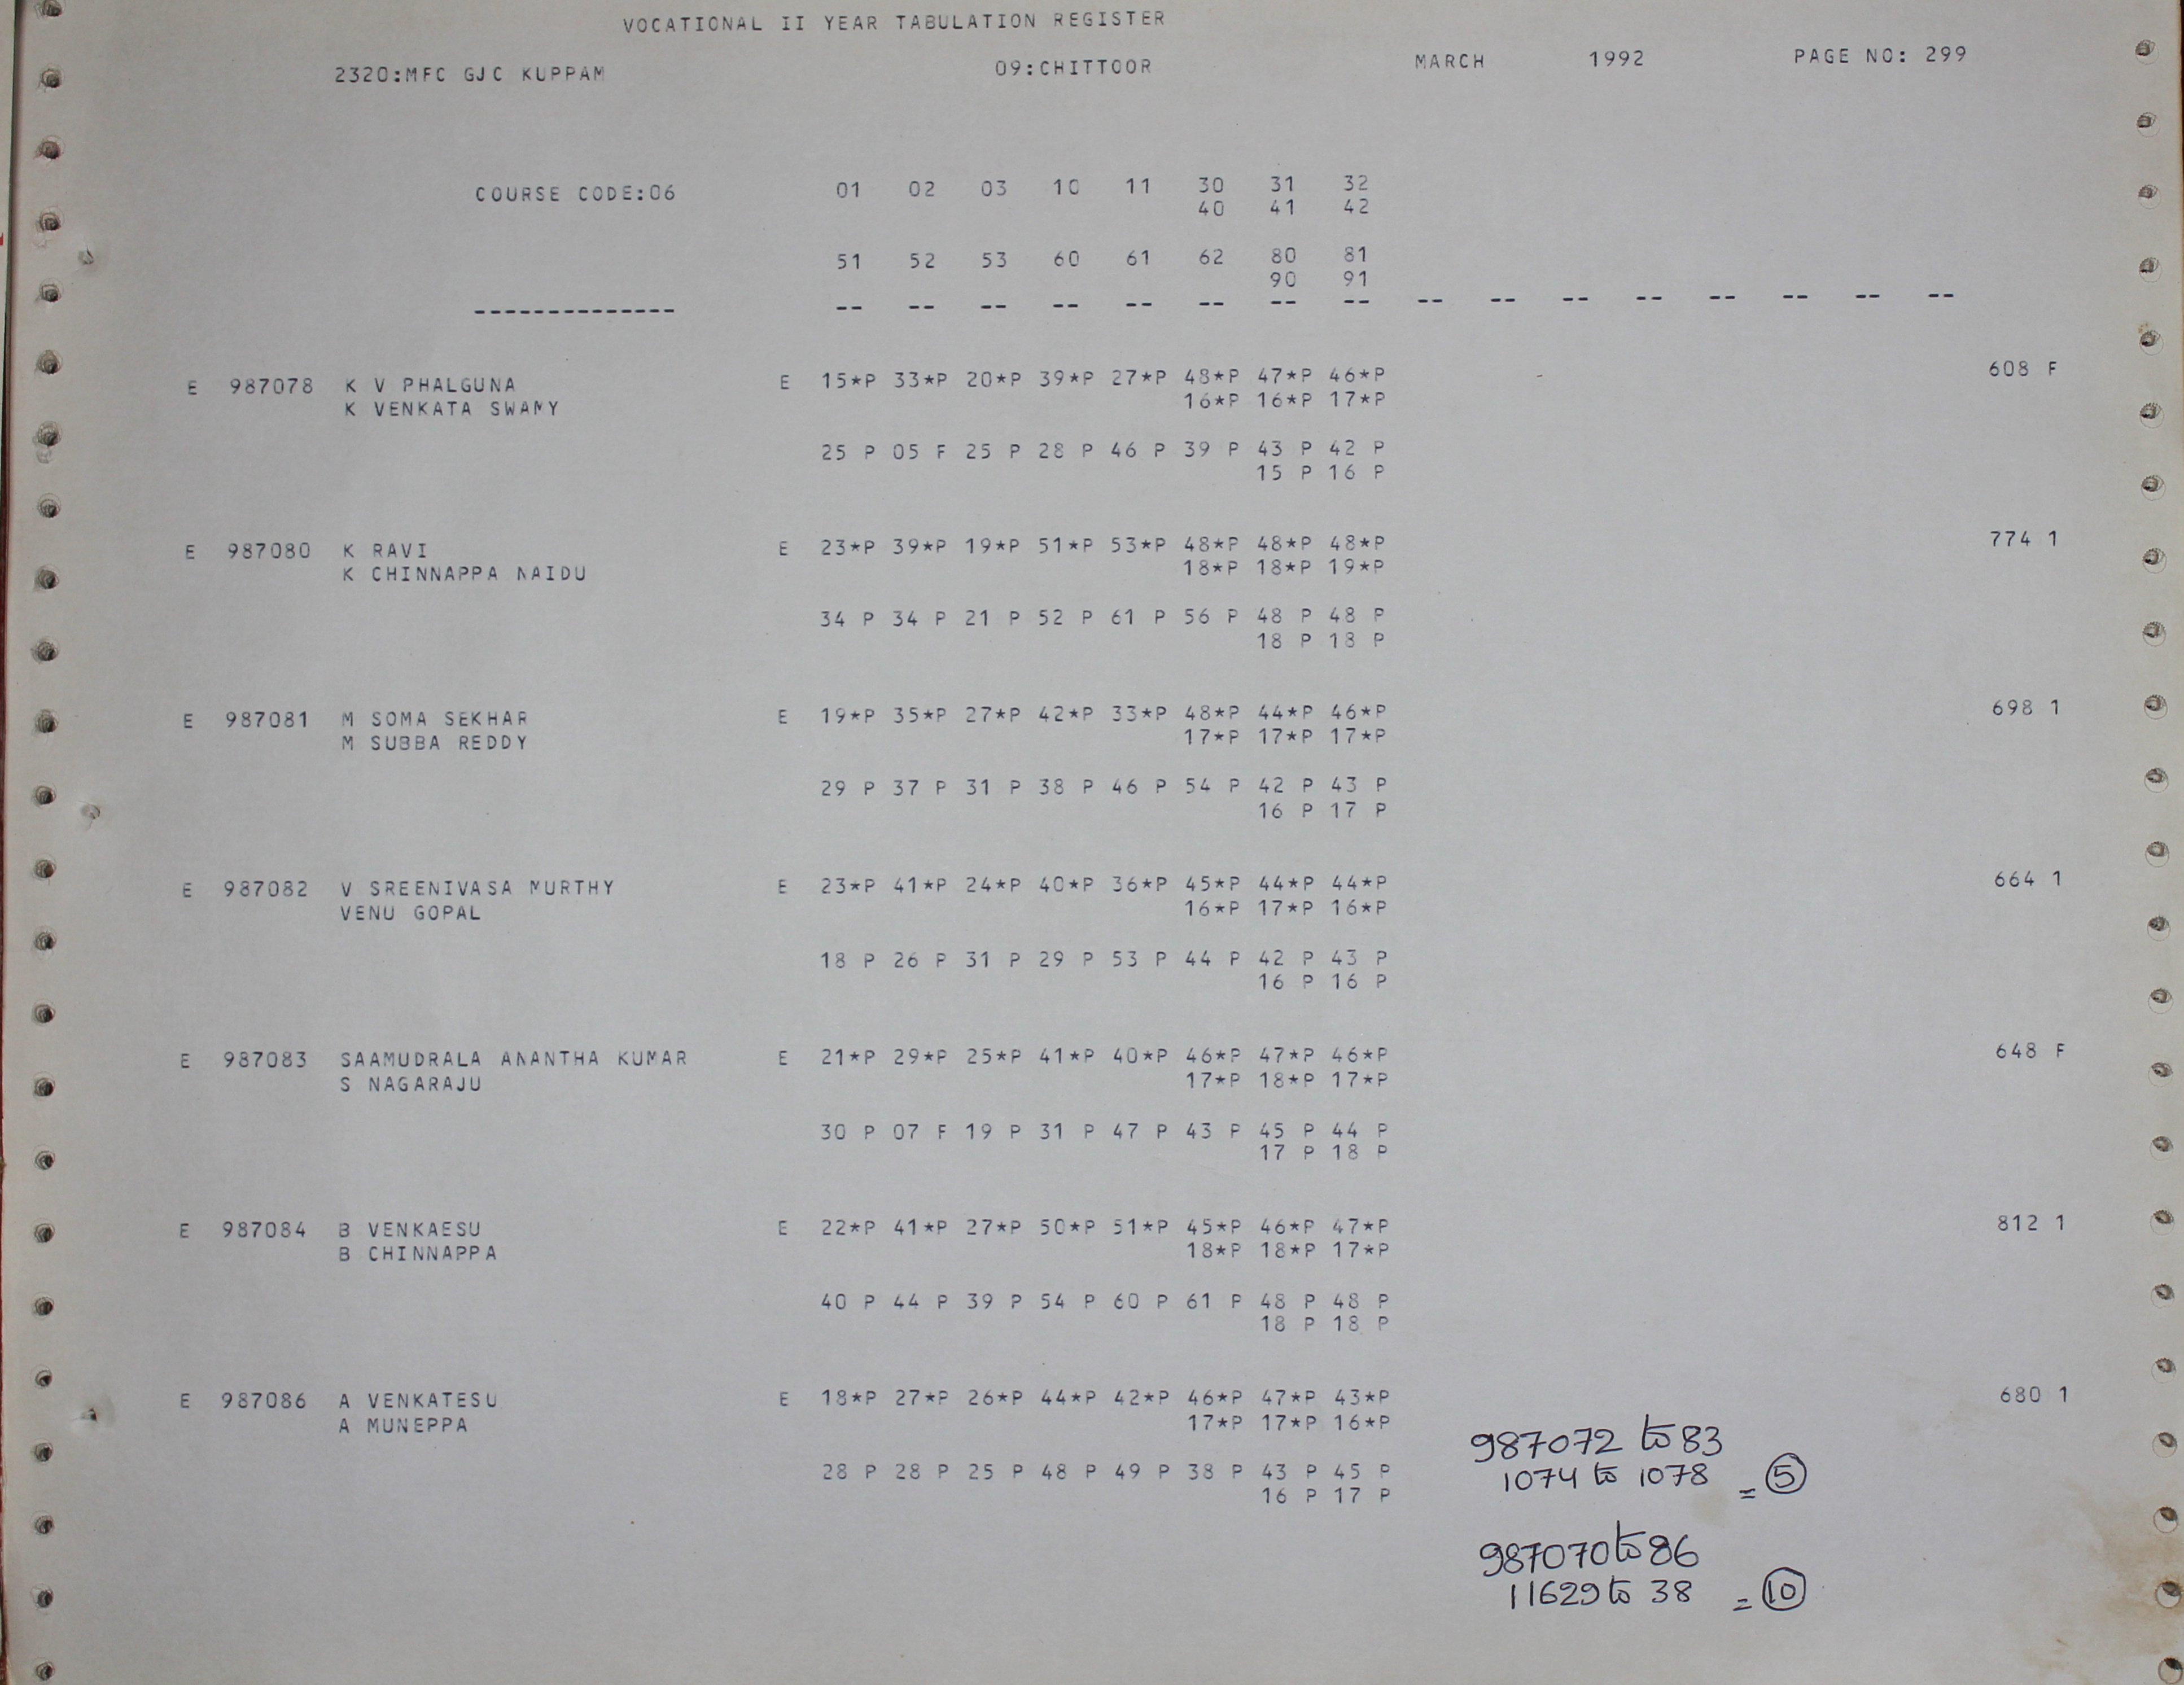 VOCATIONAL II YEAR TABULATION REGISTER
2320:MFC GJC KUPPAM 09:CHITTOOR MARCH 1992 PAGE NO: 299
COURSE CODE:06 01 02 03 10 11 30 31 32
40 41 42
51 52 53 60 61 62 80 81
90 91
-------------- -- -- -- -- -- -- -- -- -- -- -- -- -- -- -- --
E 987078 K V PHALGUNA E 15*P 33*P 20*P 39*P 27*P 48*P 47*P 46*P 608 F
K VENKATA SWAMY 16*P 16*P 17*P
25 P 05 F 25 P 28 P 46 P 39 P 43 P 42 P
15 P 16 P
E 987080 K RAVI E 23*P 39*P 19*P 51*P 53*P 48*P 48*P 48*P 774 1
K CHINNAPPA NAIDU 18*P 18*P 19*P
34 P 34 P 21 P 52 P 61 P 56 P 48 P 48 P
18 P 18 P
E 987081 M SOMA SEKHAR E 19*P 35*P 27*P 42*P 33*P 48*P 44*P 46*P 698 1
M SUBBA REDDY 17*P 17*P 17*P
29 P 37 P 31 P 38 P 46 P 54 P 42 P 43 P
16 P 17 P
E 987082 V SREENIVASA MURTHY E 23*P 41*P 24*P 40*P 36*P 45*P 44*P 44*P 664 1
VENU GOPAL 16*P 17*P 16*P
18 P 26 P 31 P 29 P 53 P 44 P 42 P 43 P
16 P 16 P
E 987083 SAAMUDRALA ANANTHA KUMAR E 21*P 29*P 25*P 41*P 40*P 46*P 47*P 46*P 648 F
S NAGARAJU 17*P 18*P 17*P
30 P 07 F 19 P 31 P 47 P 43 P 45 P 44 P
17 P 18 P
E 987084 B VENKAESU E 22*P 41*P 27*P 50*P 51*P 45*P 46*P 47*P 812 1
B CHINNAPPA 18*P 18*P 17*P
40 P 44 P 39 P 54 P 60 P 61 P 48 P 48 P
18 P 18 P
E 987086 A VENKATESU E 18*P 27*P 26*P 44*P 42*P 46*P 47*P 43*P 680 1
A MUNEPPA 17*P 17*P 16*P
28 P 28 P 25 P 48 P 49 P 38 P 43 P 45 P
16 P 17 P
987072 to 83
1074 to 1078 = 5
987070 to 86
11629 to 38 = 10